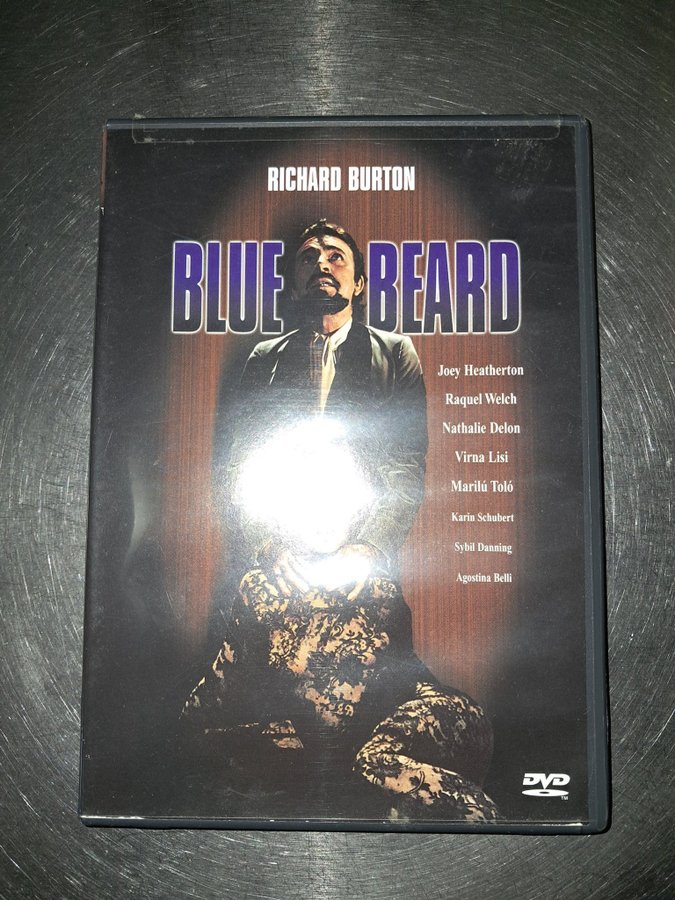 RICHARD BURTON
BLUE BEARD
Joey Heatherton
Raquel Welch
Nathalie Delon
Virna Lisi
Marilú Toló
Karin Schubert
Sybil Danning
Agostina Belli
DVD
TM